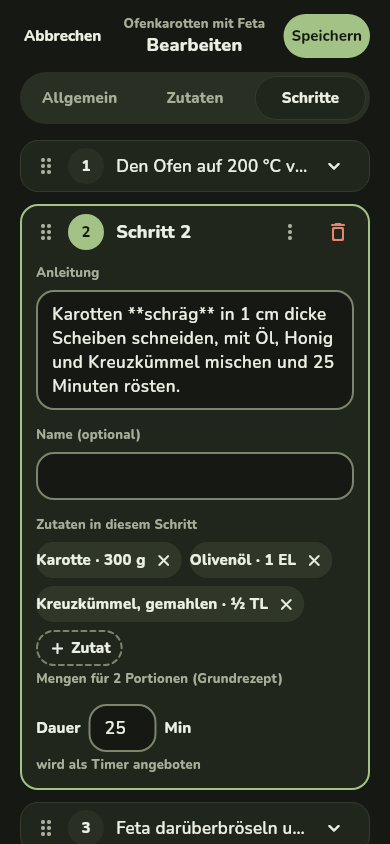 Abbrechen
Ofenkarotten mit Feta
Bearbeiten
Speichern
Allgemein
Zutaten
Schritte
1
Den Ofen auf 200 °C v...
2
Schritt 2
Anleitung
Karotten **schräg** in 1 cm dicke
Scheiben schneiden, mit Öl, Honig
und Kreuzkümmel mischen und 25
Minuten rösten.
Name (optional)
Zutaten in diesem Schritt
Karotte · 300 g
Olivenöl · 1 EL
Kreuzkümmel, gemahlen · ½ TL
+ Zutat
Mengen für 2 Portionen (Grundrezept)
Dauer 25 Min
wird als Timer angeboten
3
Feta darüberbröseln u...